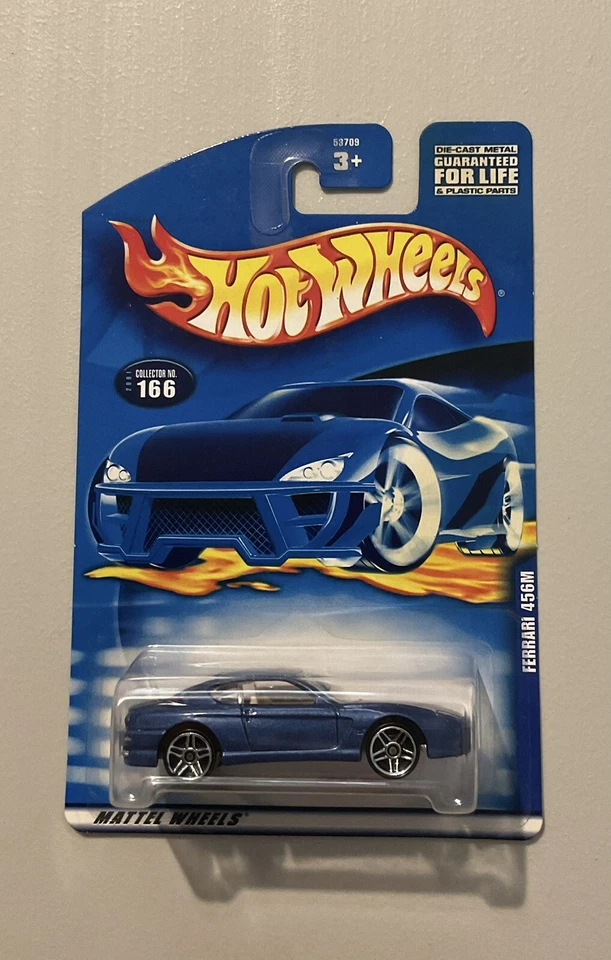 53709
3+
DIE-CAST METAL
GUARANTEED
FOR LIFE
& PLASTIC PARTS
HOT WHEELS®
2001
COLLECTOR NO.
166
FERRARI 456M
MATTEL WHEELS®